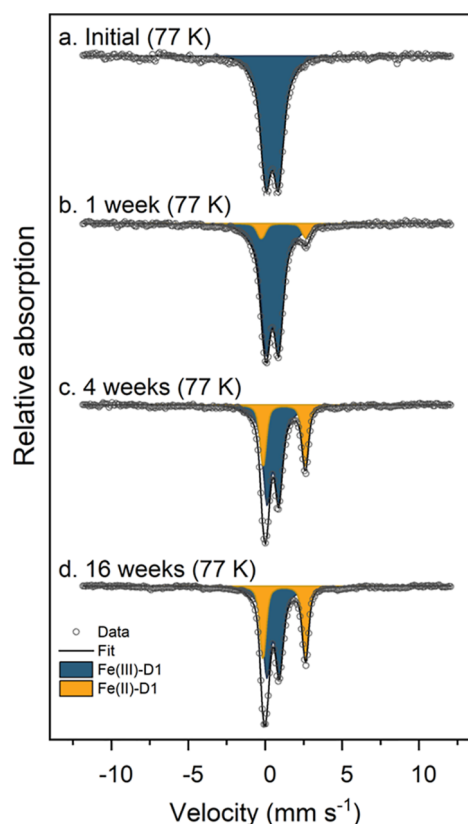 a. Initial (77 K)
b. 1 week (77 K)
c. 4 weeks (77 K)
d. 16 weeks (77 K)
Data
Fit
Fe(III)-D1
Fe(II)-D1
Relative absorption
-10 -5 0 5 10
Velocity (mm s⁻¹)